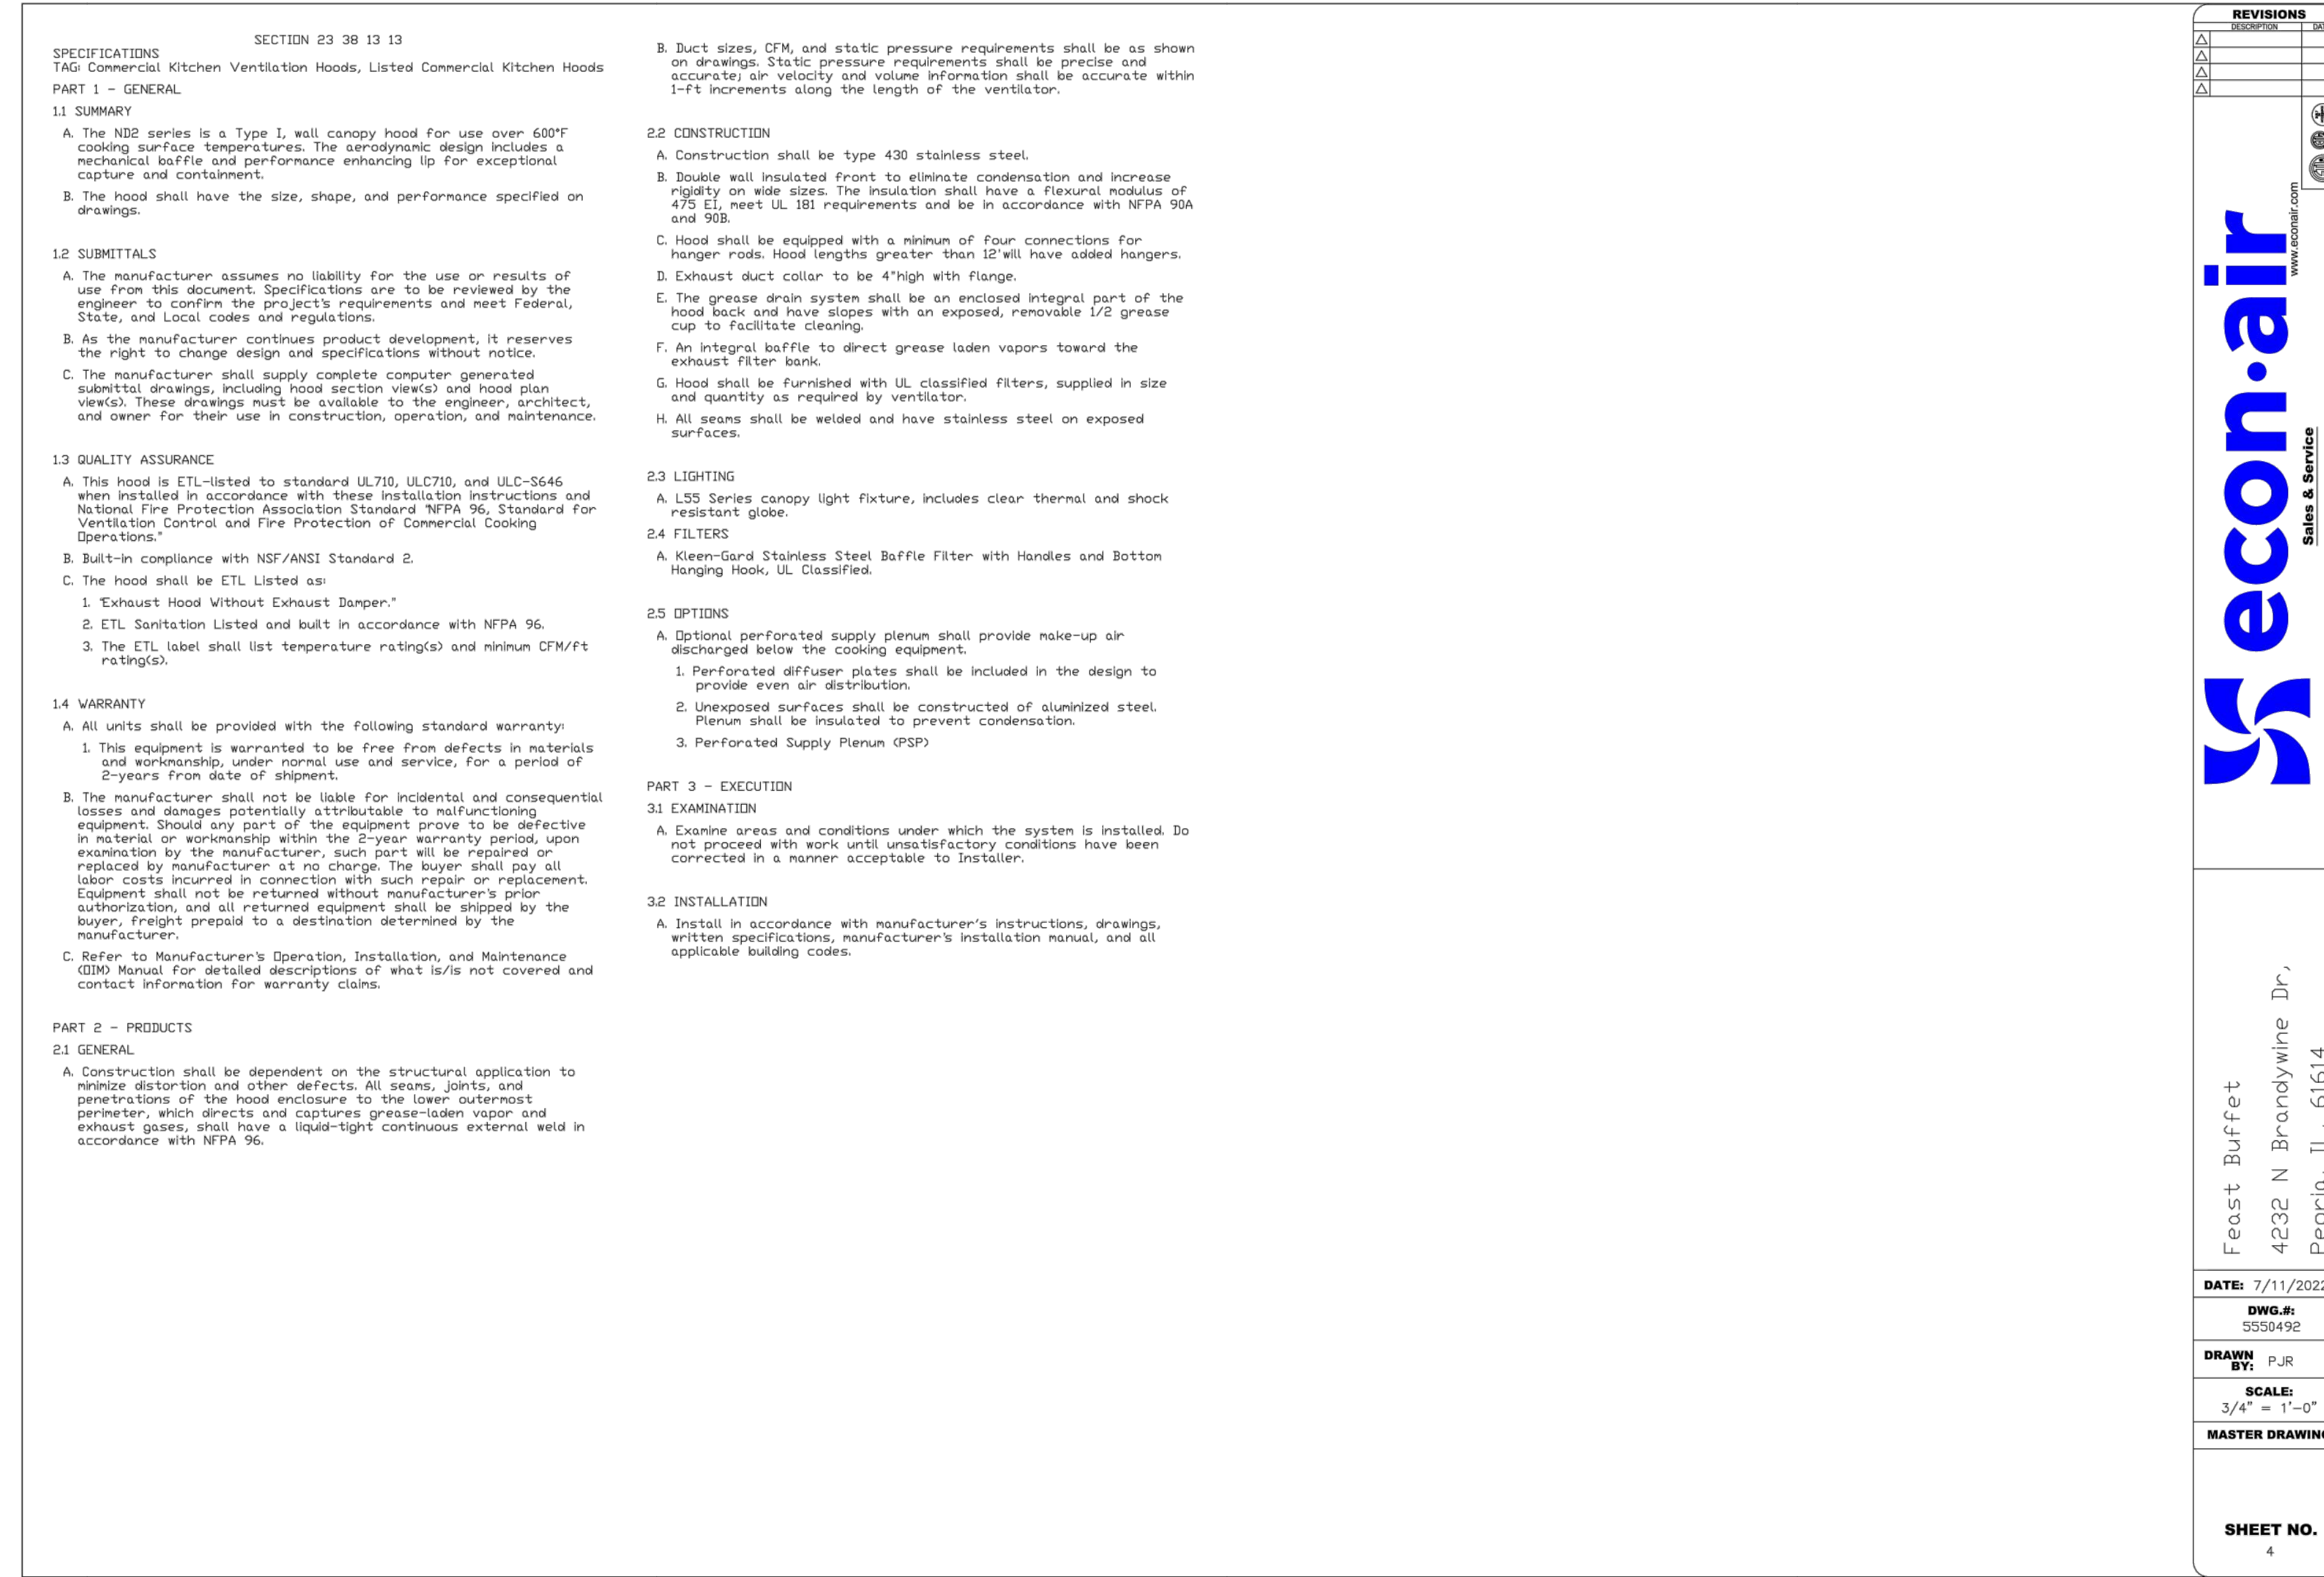 SECTION 23 38 13 13
SPECIFICATIONS
TAG: Commercial Kitchen Ventilation Hoods, Listed Commercial Kitchen Hoods
PART 1 - GENERAL
1.1 SUMMARY
A. The ND2 series is a Type I, wall canopy hood for use over 600°F
cooking surface temperatures. The aerodynamic design includes a
mechanical baffle and performance enhancing lip for exceptional
capture and containment.
B. The hood shall have the size, shape, and performance specified on
drawings.
1.2 SUBMITTALS
A. The manufacturer assumes no liability for the use or results of
use from this document. Specifications are to be reviewed by the
engineer to confirm the project's requirements and meet Federal,
State, and Local codes and regulations.
B. As the manufacturer continues product development, it reserves
the right to change design and specifications without notice.
C. The manufacturer shall supply complete computer generated
submittal drawings, including hood section view(s) and hood plan
view(s). These drawings must be available to the engineer, architect,
and owner for their use in construction, operation, and maintenance.
1.3 QUALITY ASSURANCE
A. This hood is ETL-listed to standard UL710, ULC710, and ULC-S646
when installed in accordance with these installation instructions and
National Fire Protection Association Standard "NFPA 96, Standard for
Ventilation Control and Fire Protection of Commercial Cooking
Operations."
B. Built-in compliance with NSF/ANSI Standard 2.
C. The hood shall be ETL Listed as:
1. "Exhaust Hood Without Exhaust Damper."
2. ETL Sanitation Listed and built in accordance with NFPA 96.
3. The ETL label shall list temperature rating(s) and minimum CFM/ft
rating(s).
1.4 WARRANTY
A. All units shall be provided with the following standard warranty:
1. This equipment is warranted to be free from defects in materials
and workmanship, under normal use and service, for a period of
2-years from date of shipment.
B. The manufacturer shall not be liable for incidental and consequential
losses and damages potentially attributable to malfunctioning
equipment. Should any part of the equipment prove to be defective
in material or workmanship within the 2-year warranty period, upon
examination by the manufacturer, such part will be repaired or
replaced by manufacturer at no charge. The buyer shall pay all
labor costs incurred in connection with such repair or replacement.
Equipment shall not be returned without manufacturer's prior
authorization, and all returned equipment shall be shipped by the
buyer, freight prepaid to a destination determined by the
manufacturer.
C. Refer to Manufacturer's Operation, Installation, and Maintenance
(OIM) Manual for detailed descriptions of what is/is not covered and
contact information for warranty claims.
PART 2 - PRODUCTS
2.1 GENERAL
A. Construction shall be dependent on the structural application to
minimize distortion and other defects. All seams, joints, and
penetrations of the hood enclosure to the lower outermost
perimeter, which directs and captures grease-laden vapor and
exhaust gases, shall have a liquid-tight continuous external weld in
accordance with NFPA 96.
B. Duct sizes, CFM, and static pressure requirements shall be as shown
on drawings. Static pressure requirements shall be precise and
accurate; air velocity and volume information shall be accurate within
1-ft increments along the length of the ventilator.
2.2 CONSTRUCTION
A. Construction shall be type 430 stainless steel.
B. Double wall insulated front to eliminate condensation and increase
rigidity on wide sizes. The insulation shall have a flexural modulus of
475 EI, meet UL 181 requirements and be in accordance with NFPA 90A
and 90B.
C. Hood shall be equipped with a minimum of four connections for
hanger rods. Hood lengths greater than 12'will have added hangers.
D. Exhaust duct collar to be 4"high with flange.
E. The grease drain system shall be an enclosed integral part of the
hood back and have slopes with an exposed, removable 1/2 grease
cup to facilitate cleaning.
F. An integral baffle to direct grease laden vapors toward the
exhaust filter bank.
G. Hood shall be furnished with UL classified filters, supplied in size
and quantity as required by ventilator.
H. All seams shall be welded and have stainless steel on exposed
surfaces.
2.3 LIGHTING
A. L55 Series canopy light fixture, includes clear thermal and shock
resistant globe.
2.4 FILTERS
A. Kleen-Gard Stainless Steel Baffle Filter with Handles and Bottom
Hanging Hook, UL Classified.
2.5 OPTIONS
A. Optional perforated supply plenum shall provide make-up air
discharged below the cooking equipment.
1. Perforated diffuser plates shall be included in the design to
provide even air distribution.
2. Unexposed surfaces shall be constructed of aluminized steel.
Plenum shall be insulated to prevent condensation.
3. Perforated Supply Plenum (PSP)
PART 3 - EXECUTION
3.1 EXAMINATION
A. Examine areas and conditions under which the system is installed. Do
not proceed with work until unsatisfactory conditions have been
corrected in a manner acceptable to Installer.
3.2 INSTALLATION
A. Install in accordance with manufacturer's instructions, drawings,
written specifications, manufacturer's installation manual, and all
applicable building codes.
REVISIONS
DESCRIPTION
econ·air
www.econair.com
Sales & Service
Feast Buffet
4232 N Brandywine Dr,
Peoria, IL, 61614
DATE: 7/11/2022
DWG.#:
5550492
DRAWN
BY: PJR
SCALE:
3/4" = 1'-0"
MASTER DRAWING
SHEET NO.
4